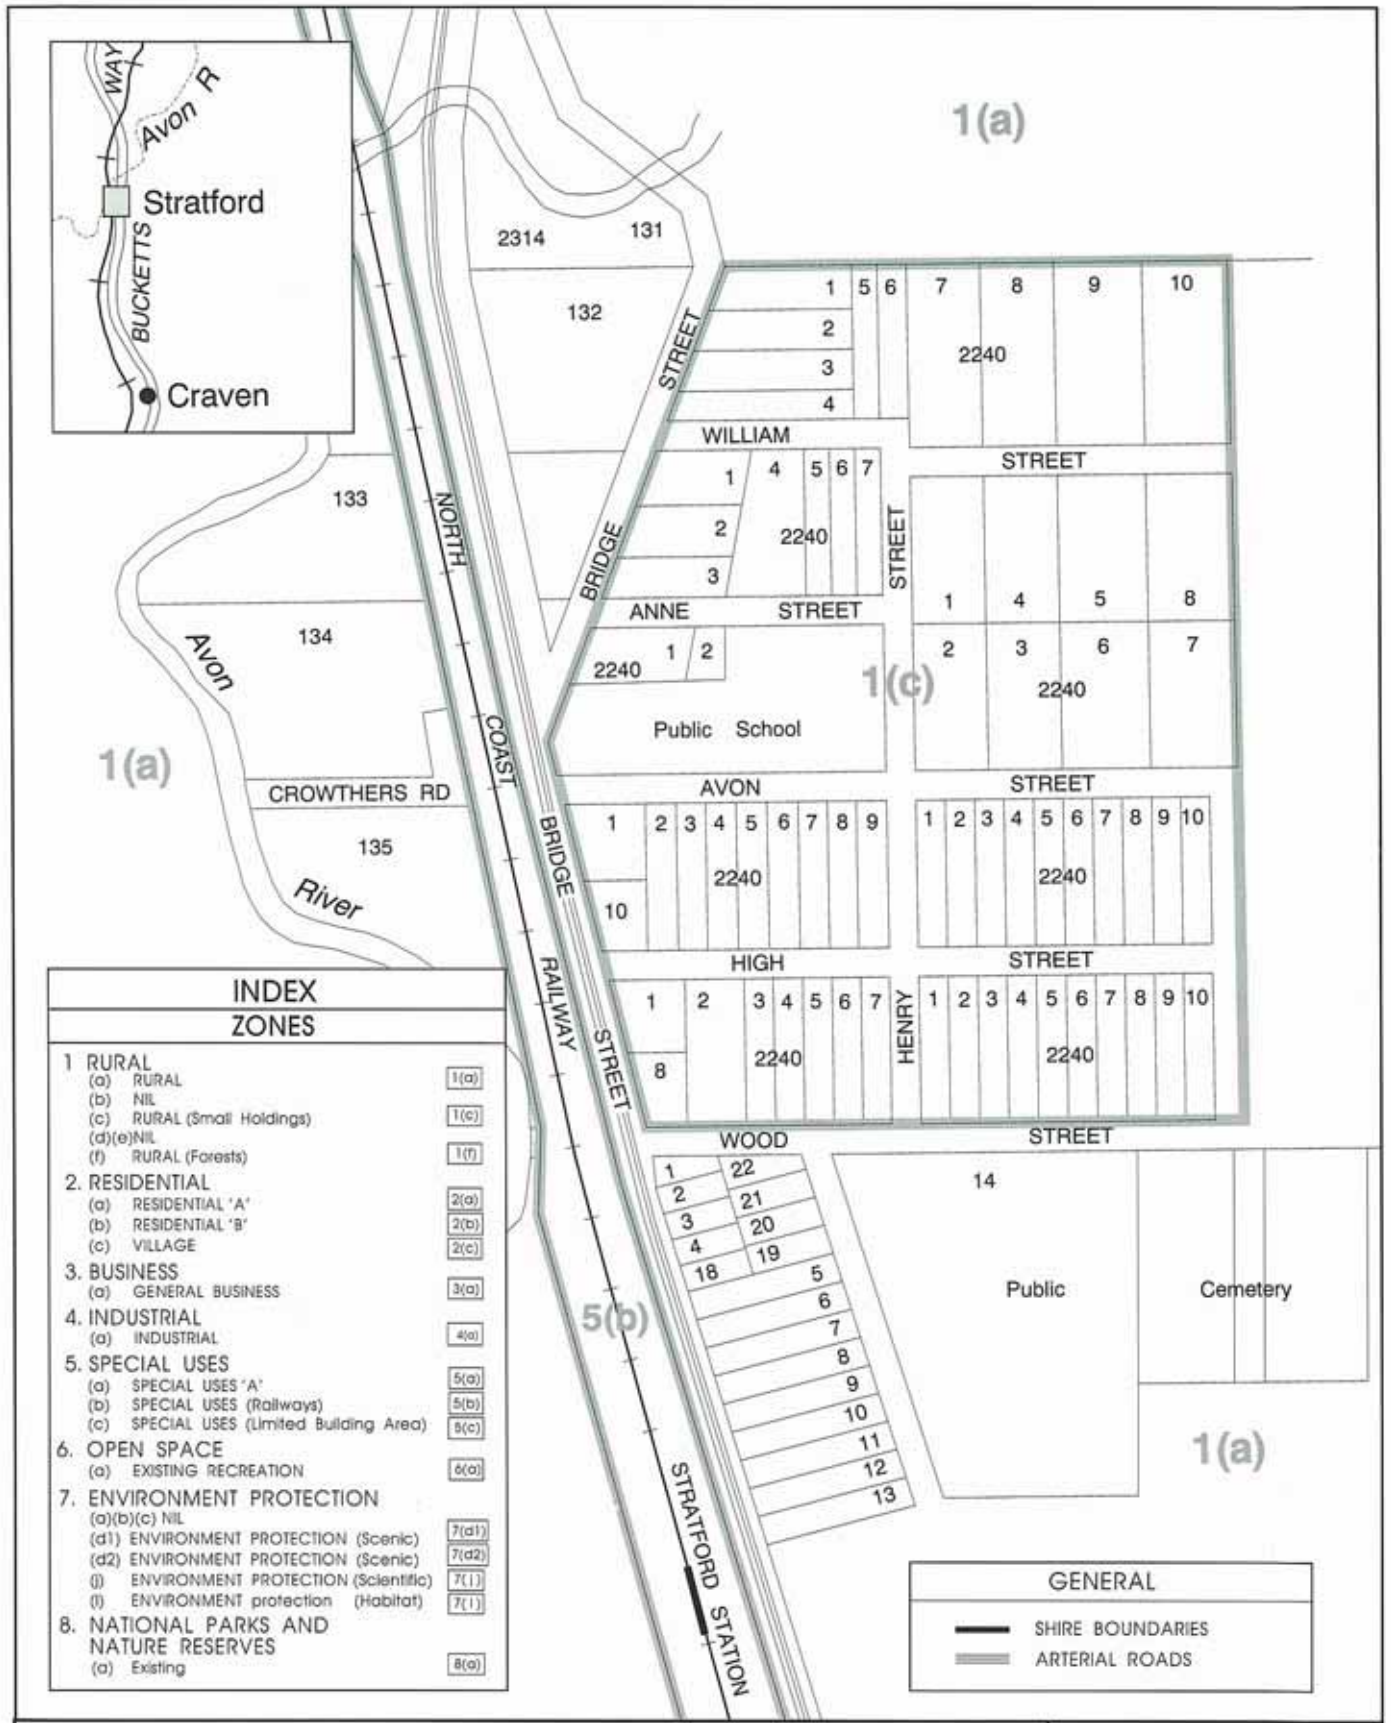 WAY
Avon R
Stratford
BUCKETTS
Craven
1(a)
2314 131
132
1 5 6 7 8 9 10
2
3
4
2240
STREET
WILLIAM STREET
133
NORTH
1 4 5 6 7
2
3
2240
BRIDGE
STREET
ANNE STREET
1 4 5 8
2 3 6 7
2240
134
Avon
1 2
2240
1(c)
Public School
1(a)
COAST
CROWTHERS RD
AVON STREET
135
BRIDGE
1 2 3 4 5 6 7 8 9
2240
10
1 2 3 4 5 6 7 8 9 10
2240
River
HIGH STREET
RAILWAY
STREET
1 2 3 4 5 6 7
2240
8
HENRY
1 2 3 4 5 6 7 8 9 10
2240
WOOD STREET
1 22
2 21
3 20
4 19
18 5
6
7
8
9
10
11
12
13
14
Public Cemetery
5(b)
1(a)
STRATFORD STATION
INDEX
ZONES
1 RURAL
(a) RURAL 1(a)
(b) NIL
(c) RURAL (Small Holdings) 1(c)
(d)(e)NIL
(f) RURAL (Forests) 1(f)
2. RESIDENTIAL
(a) RESIDENTIAL 'A' 2(a)
(b) RESIDENTIAL 'B' 2(b)
(c) VILLAGE 2(c)
3. BUSINESS
(a) GENERAL BUSINESS 3(a)
4. INDUSTRIAL
(a) INDUSTRIAL 4(a)
5. SPECIAL USES
(a) SPECIAL USES 'A' 5(a)
(b) SPECIAL USES (Railways) 5(b)
(c) SPECIAL USES (Limited Building Area) 5(c)
6. OPEN SPACE
(a) EXISTING RECREATION 6(a)
7. ENVIRONMENT PROTECTION
(a)(b)(c) NIL
(d1) ENVIRONMENT PROTECTION (Scenic) 7(d1)
(d2) ENVIRONMENT PROTECTION (Scenic) 7(d2)
(j) ENVIRONMENT PROTECTION (Scientific) 7(j)
(l) ENVIRONMENT protection (Habitat) 7(l)
8. NATIONAL PARKS AND
NATURE RESERVES
(a) Existing 8(a)
GENERAL
SHIRE BOUNDARIES
ARTERIAL ROADS